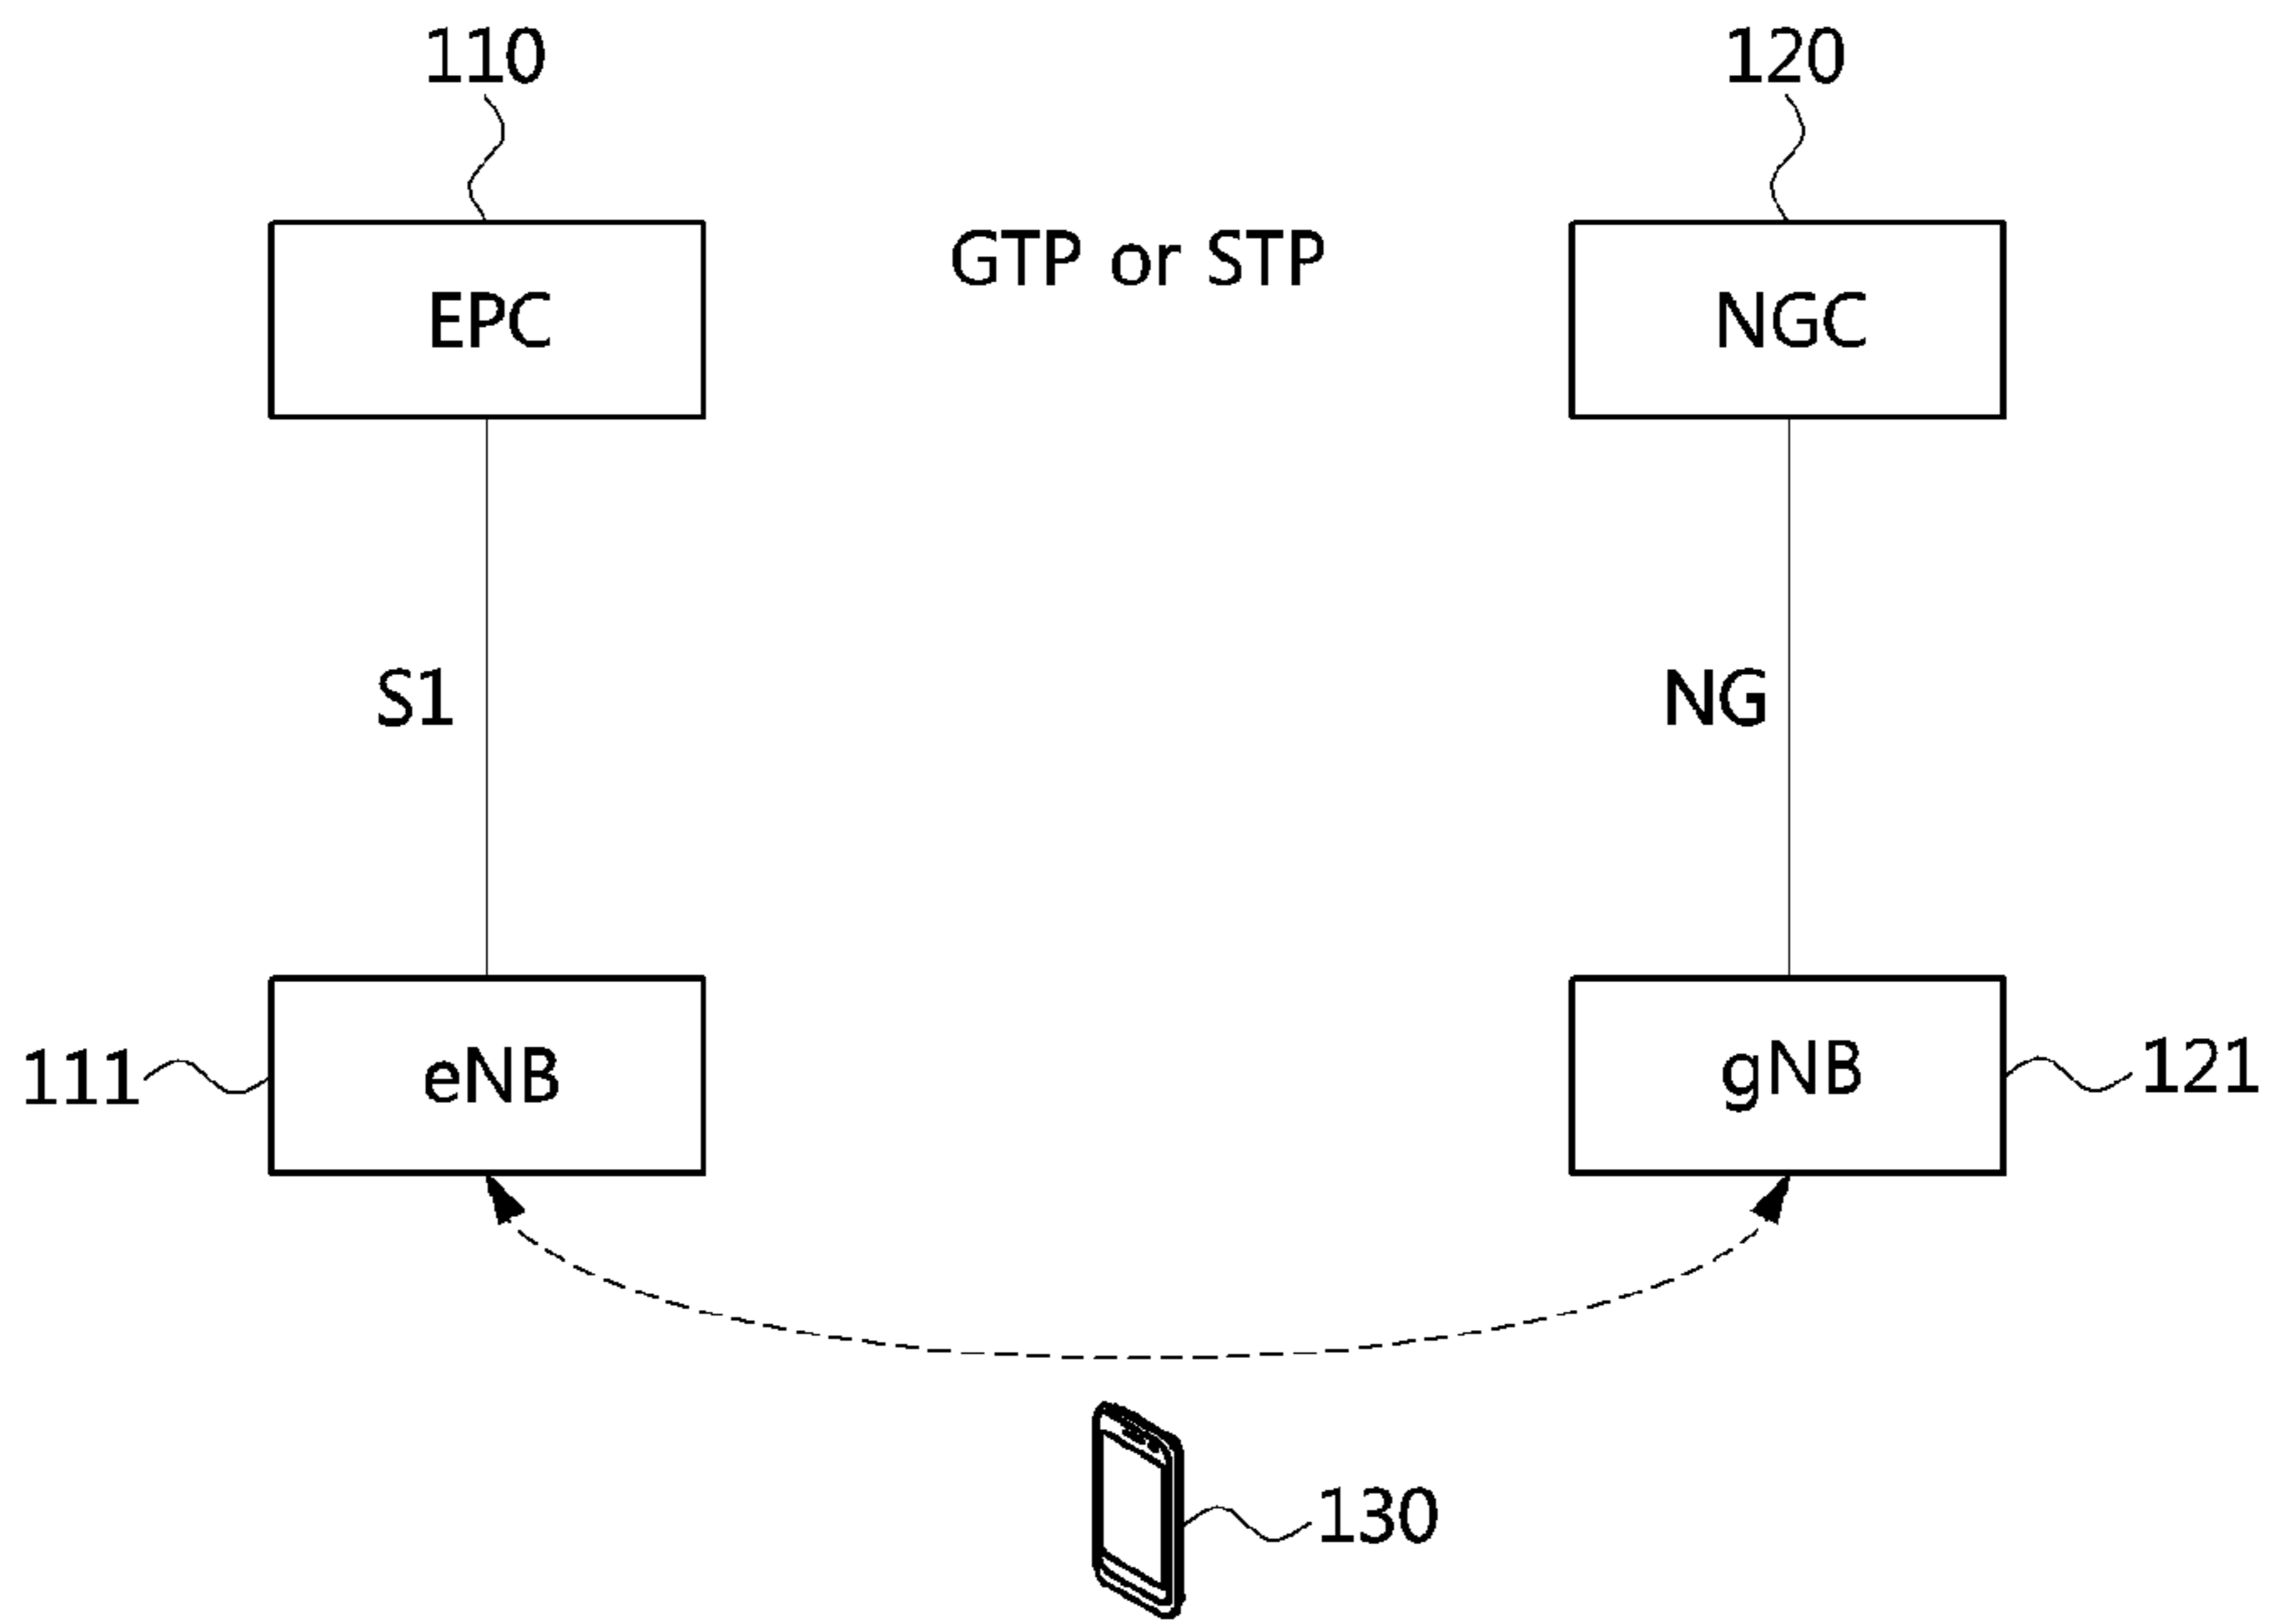 110
120
GTP or STP
EPC
NGC
S1
NG
111
eNB
gNB
121
130